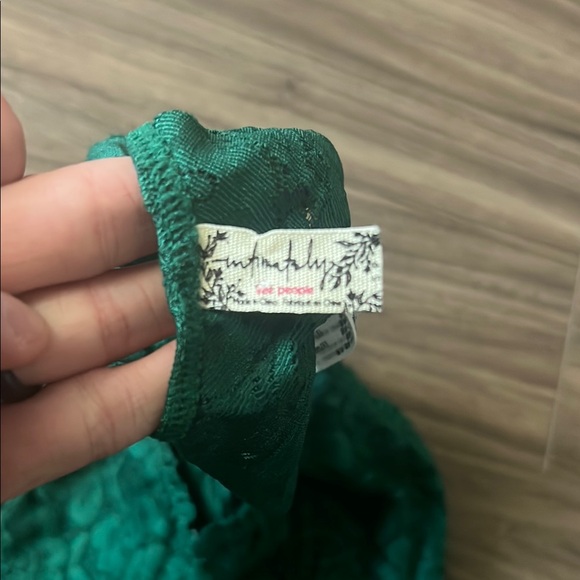 intimately
free people
Made in China Fabriqué en Chine